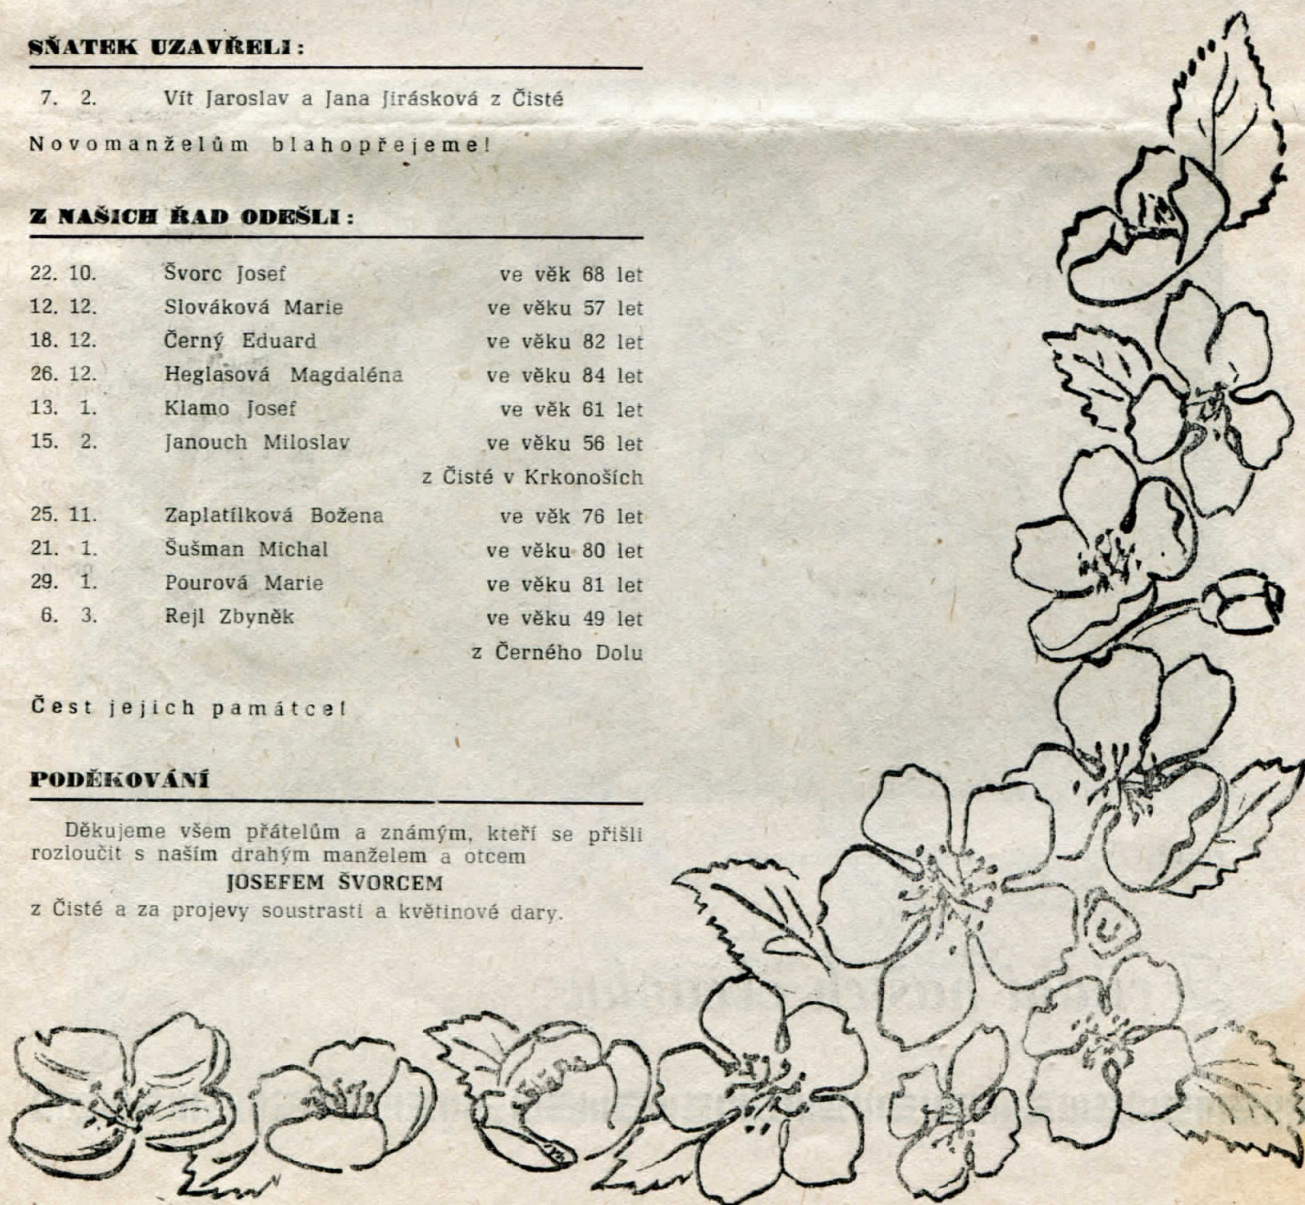 SŇATEK UZAVŘELI:
7. 2. Vít Jaroslav a Jana Jirásková z Čisté
Novomanželům blahopřejeme!
Z NAŠICH ŘAD ODEŠLI:
22. 10. Švorc Josef ve věk 68 let
12. 12. Slováková Marie ve věku 57 let
18. 12. Černý Eduard ve věku 82 let
26. 12. Heglasová Magdaléna ve věku 84 let
13. 1. Klamo Josef ve věk 61 let
15. 2. Janouch Miloslav ve věku 56 let
z Čisté v Krkonoších
25. 11. Zaplatílková Božena ve věk 76 let
21. 1. Šušman Michal ve věku 80 let
29. 1. Pourová Marie ve věku 81 let
6. 3. Rejl Zbyněk ve věku 49 let
z Černého Dolu
Čest jejich památce!
PODĚKOVÁNÍ
Děkujeme všem přátelům a známým, kteří se přišli
rozloučit s naším drahým manželem a otcem
JOSEFEM ŠVORCEM
z Čisté a za projevy soustrasti a květinové dary.